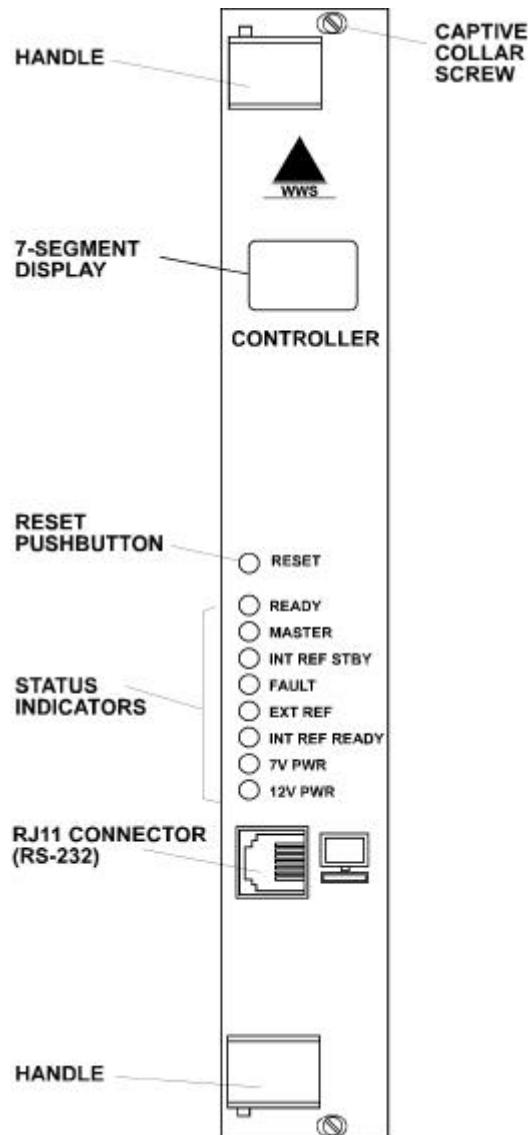 HANDLE
CAPTIVE
COLLAR
SCREW
WWS
7-SEGMENT
DISPLAY
CONTROLLER
RESET
PUSHBUTTON
RESET
READY
MASTER
INT REF STBY
FAULT
EXT REF
INT REF READY
7V PWR
12V PWR
STATUS
INDICATORS
RJ11 CONNECTOR
(RS-232)
HANDLE